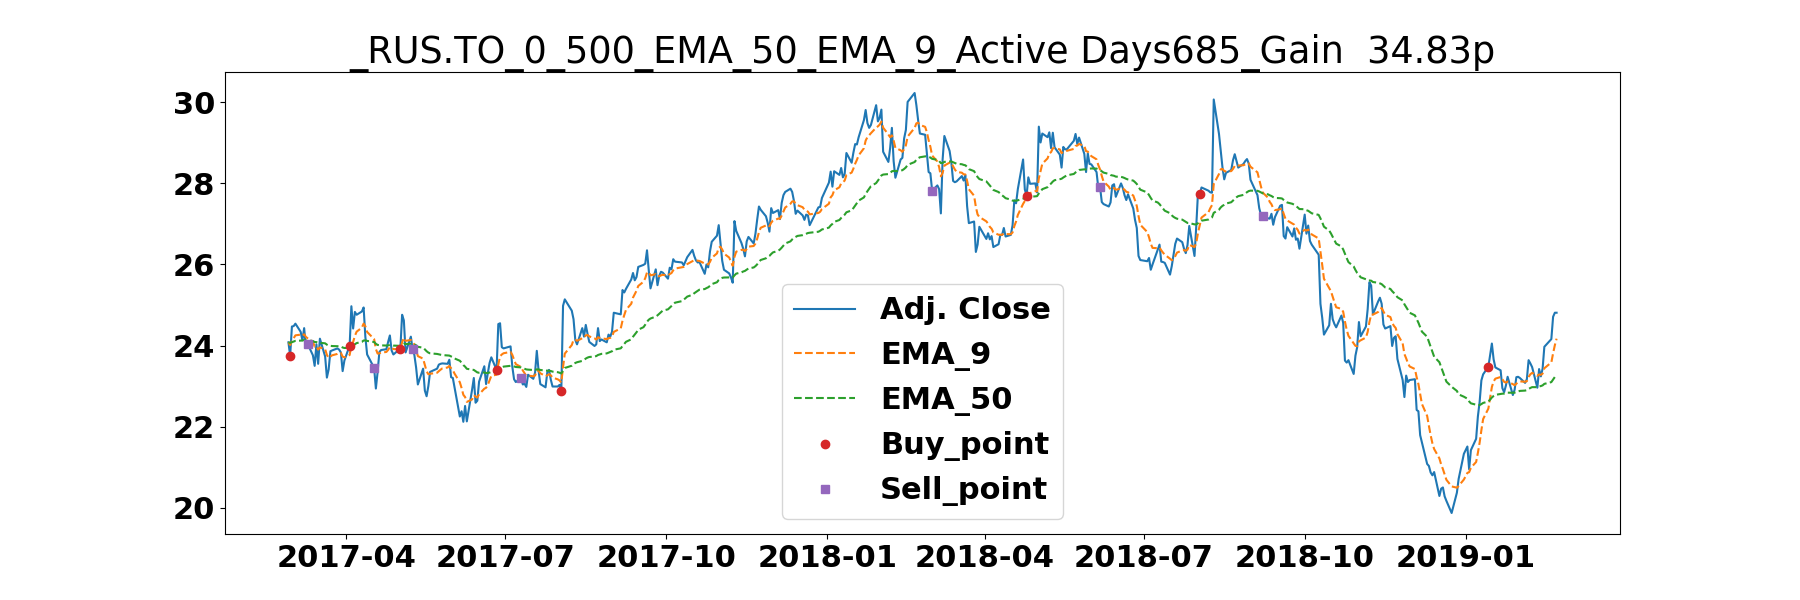 _RUS.TO_0_500_EMA_50_EMA_9_Active Days685_Gain  34.83p
30
28
26
24
22
20
Adj. Close
EMA_9
EMA_50
Buy_point
Sell_point
2017-04 2017-07 2017-10 2018-01 2018-04 2018-07 2018-10 2019-01